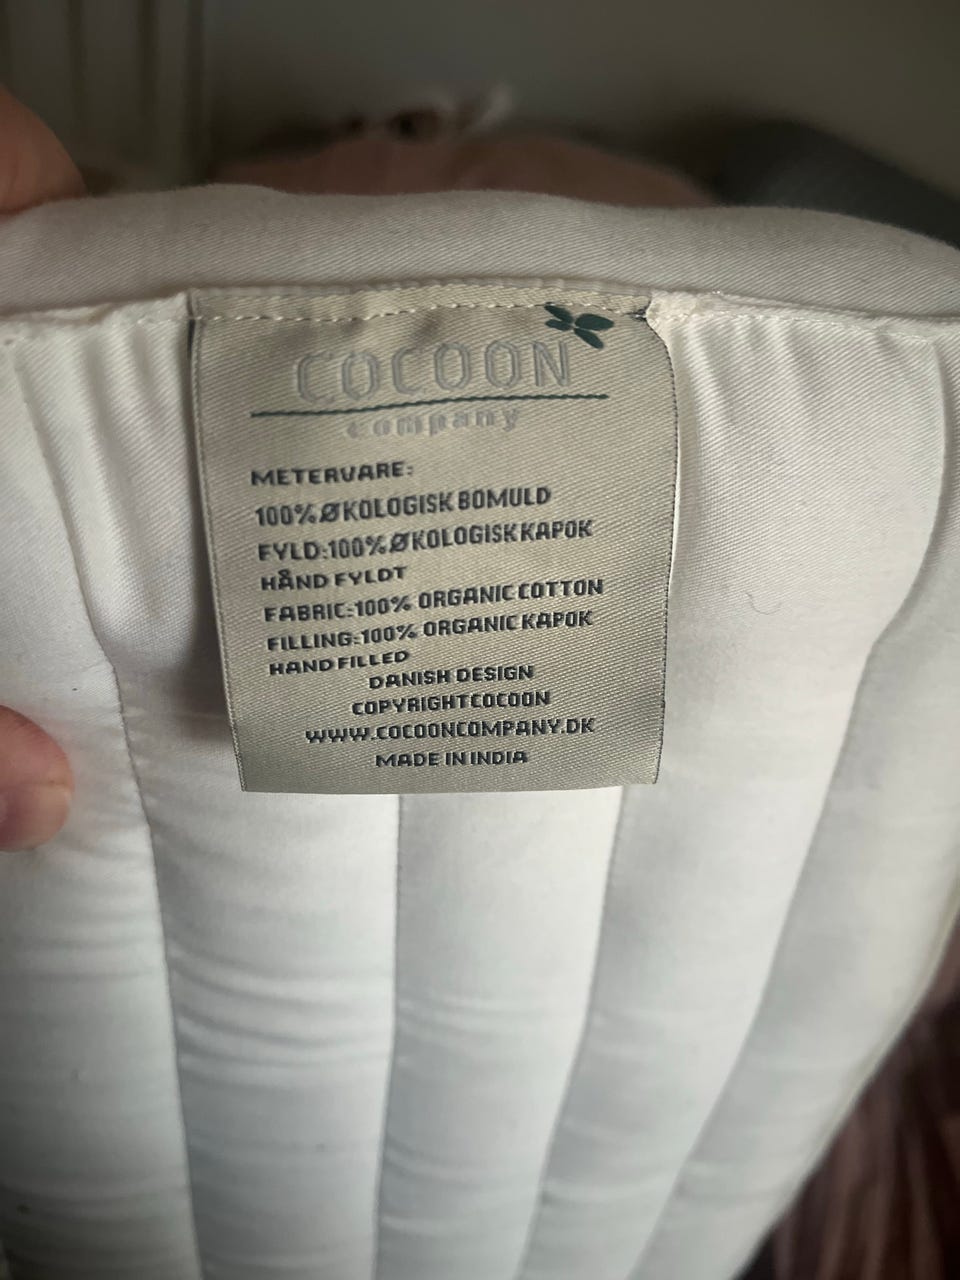 COCOON
company
METERVARE:
100% ØKOLOGISK BOMULD
FYLD:100% ØKOLOGISK KAPOK
HÅND FYLDT
FABRIC:100% ORGANIC COTTON
FILLING:100% ORGANIC KAPOK
HAND FILLED
DANISH DESIGN
COPYRIGHT COCOON
WWW.COCOONCOMPANY.DK
MADE IN INDIA